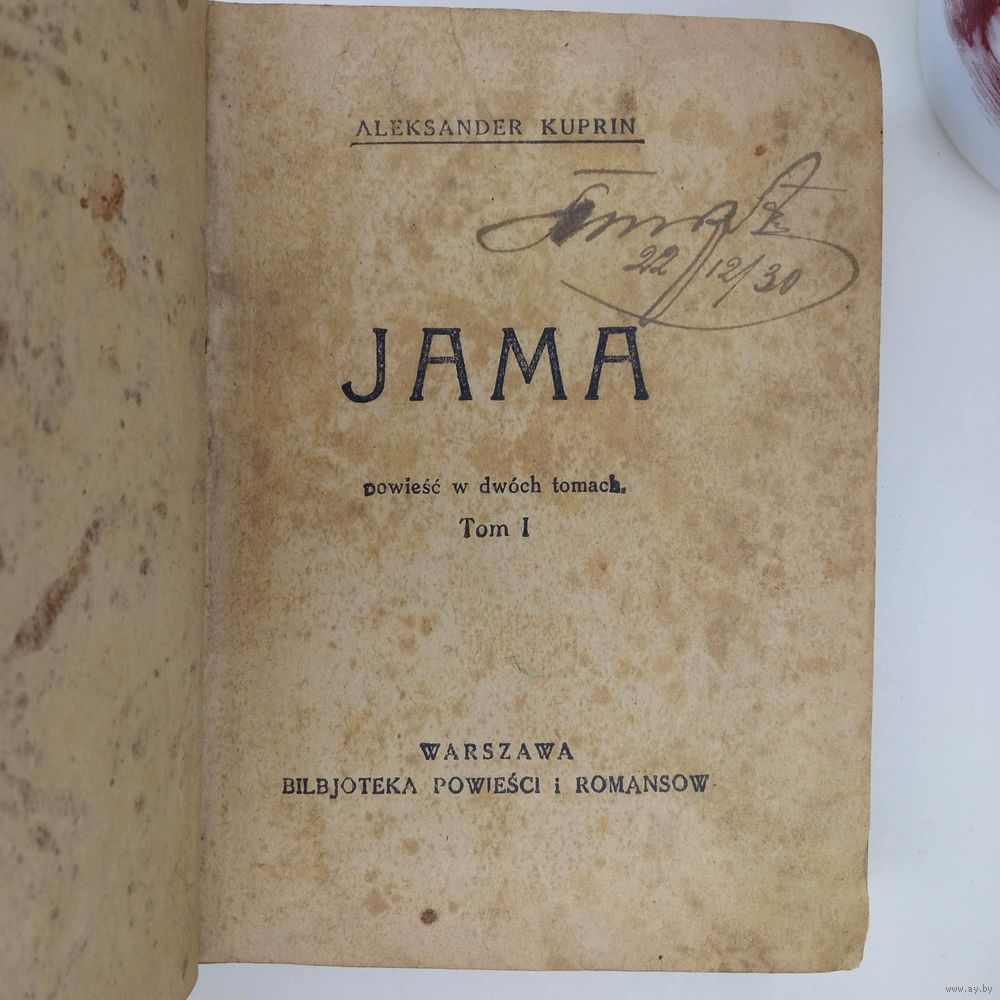 ALEKSANDER KUPRIN
22/12/30
JAMA
powieść w dwóch tomach.
Tom I
WARSZAWA
BILBJOTEKA POWIEŚCI i ROMANSOW
www.ay.by